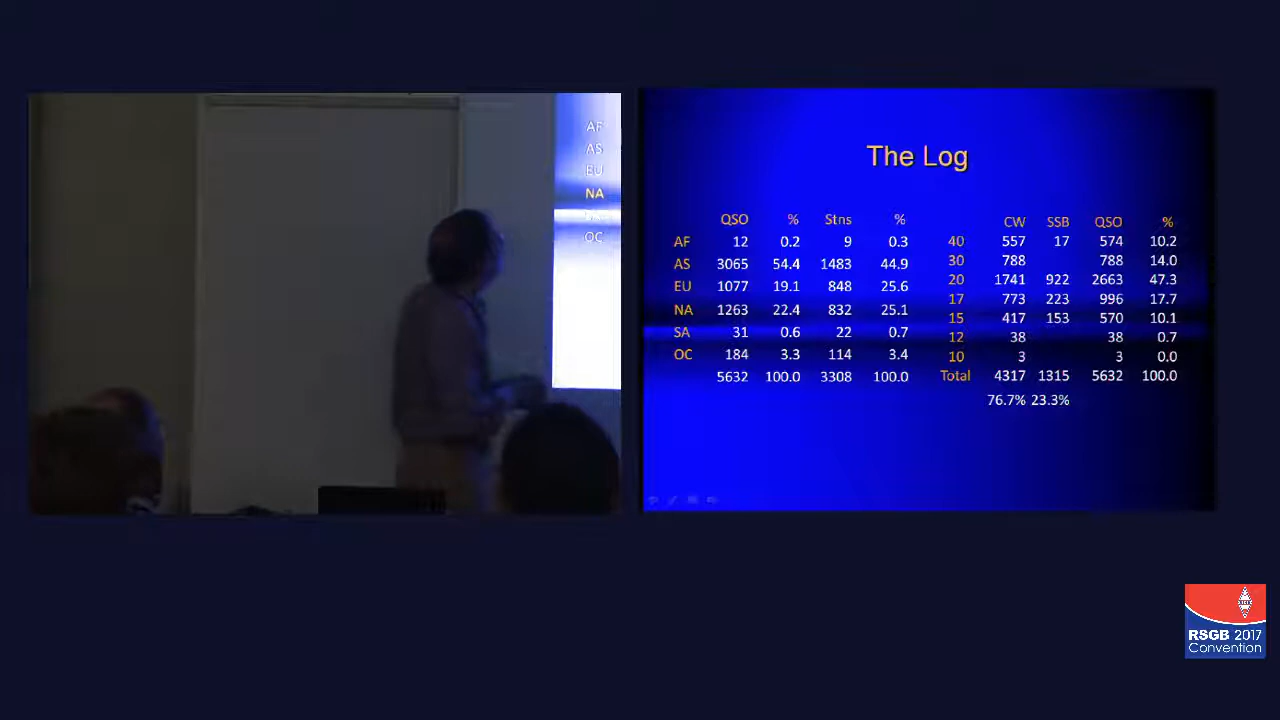 AF
AS
EU
NA
OC
The Log
QSO % Stns %
AF 12 0.2 9 0.3
AS 3065 54.4 1483 44.9
EU 1077 19.1 848 25.6
NA 1263 22.4 832 25.1
SA 31 0.6 22 0.7
OC 184 3.3 114 3.4
5632 100.0 3308 100.0
CW SSB QSO %
40 557 17 574 10.2
30 788 788 14.0
20 1741 922 2663 47.3
17 773 223 996 17.7
15 417 153 570 10.1
12 38 38 0.7
10 3 3 0.0
Total 4317 1315 5632 100.0
76.7% 23.3%
RSGB 2017
Convention